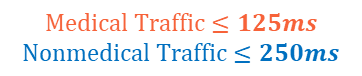 Medical Traffic ≤ 125ms
Nonmedical Traffic ≤ 250ms